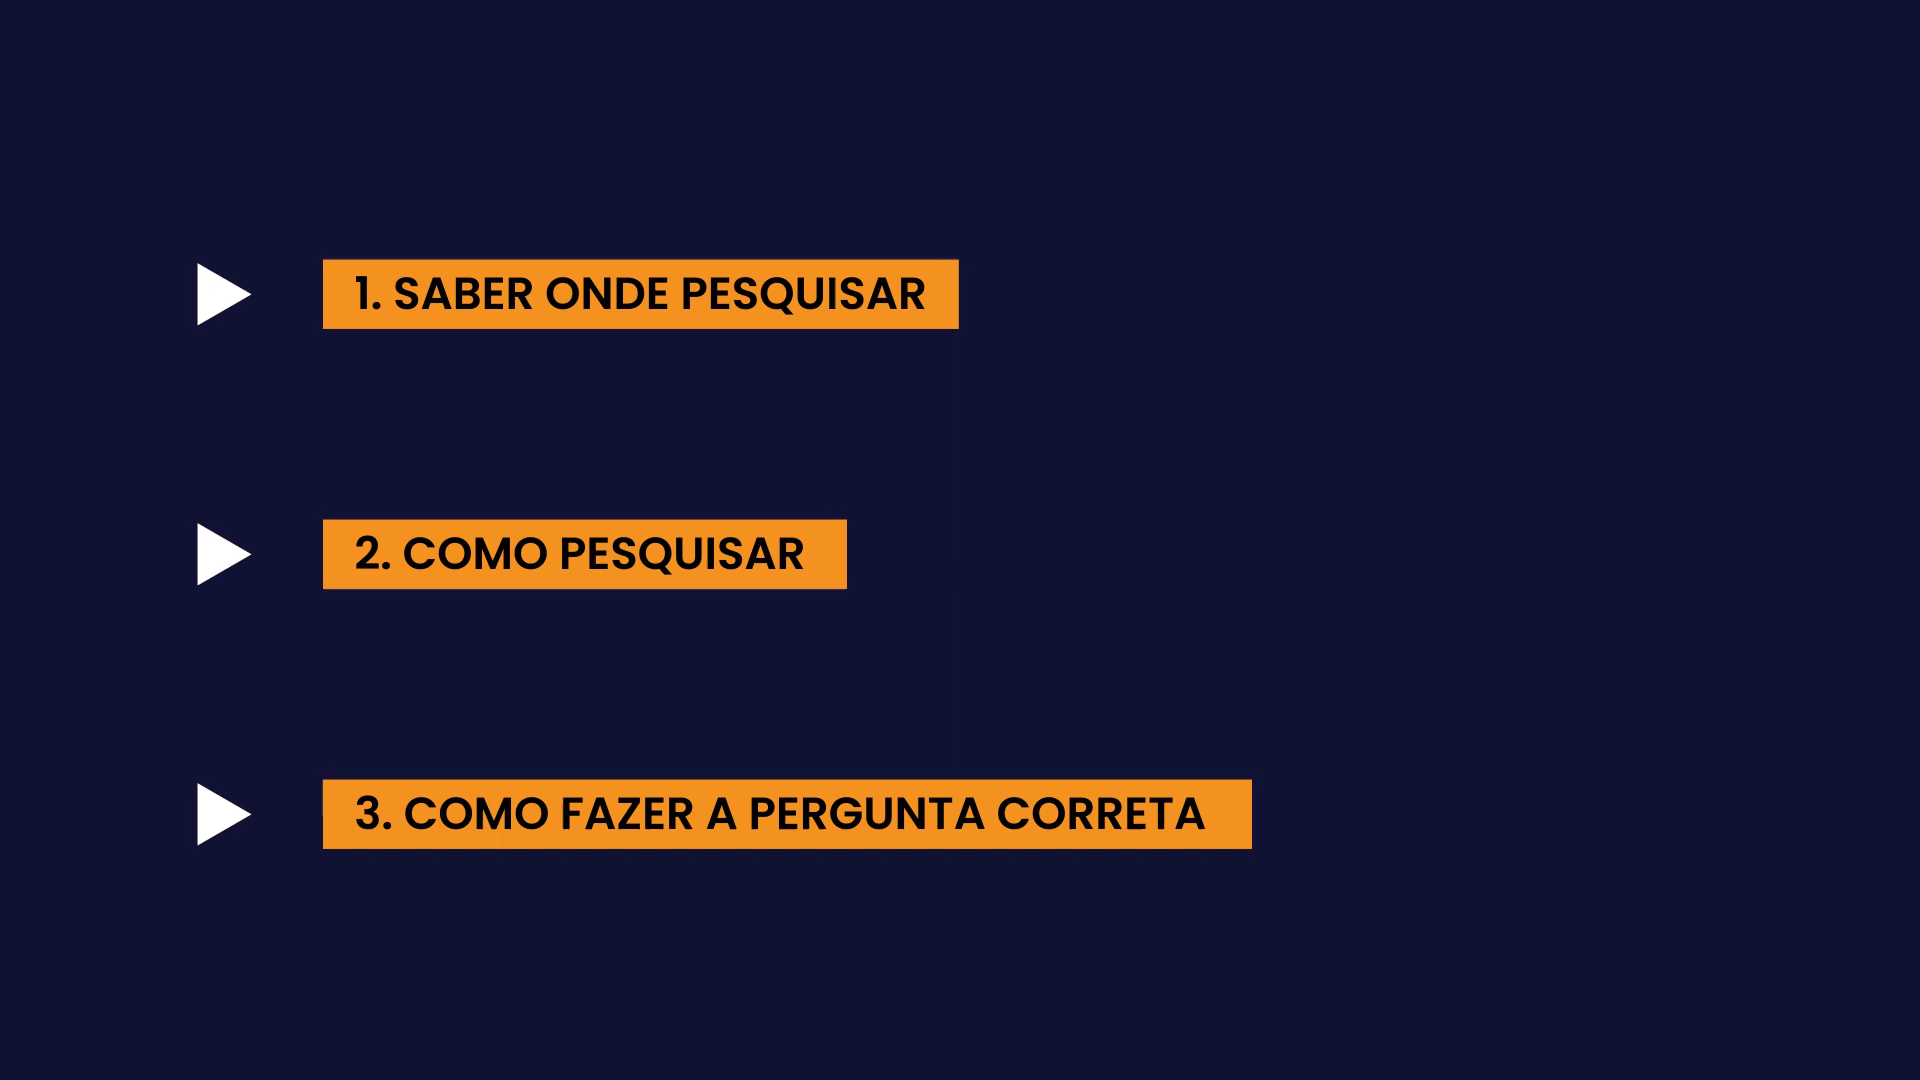 1. SABER ONDE PESQUISAR
2. COMO PESQUISAR
3. COMO FAZER A PERGUNTA CORRETA